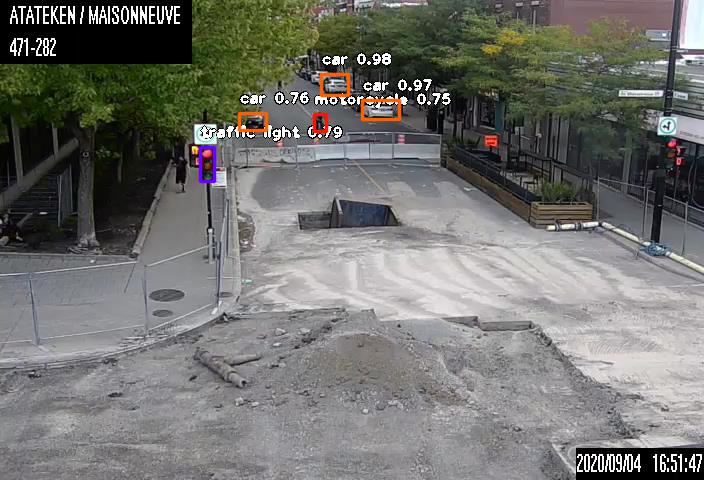 ATATEKEN / MAISONNEUVE
471-282
car 0.98
car 0.97
car 0.76
motorcycle 0.75
traffic light 0.79
2020/09/04 16:51:47